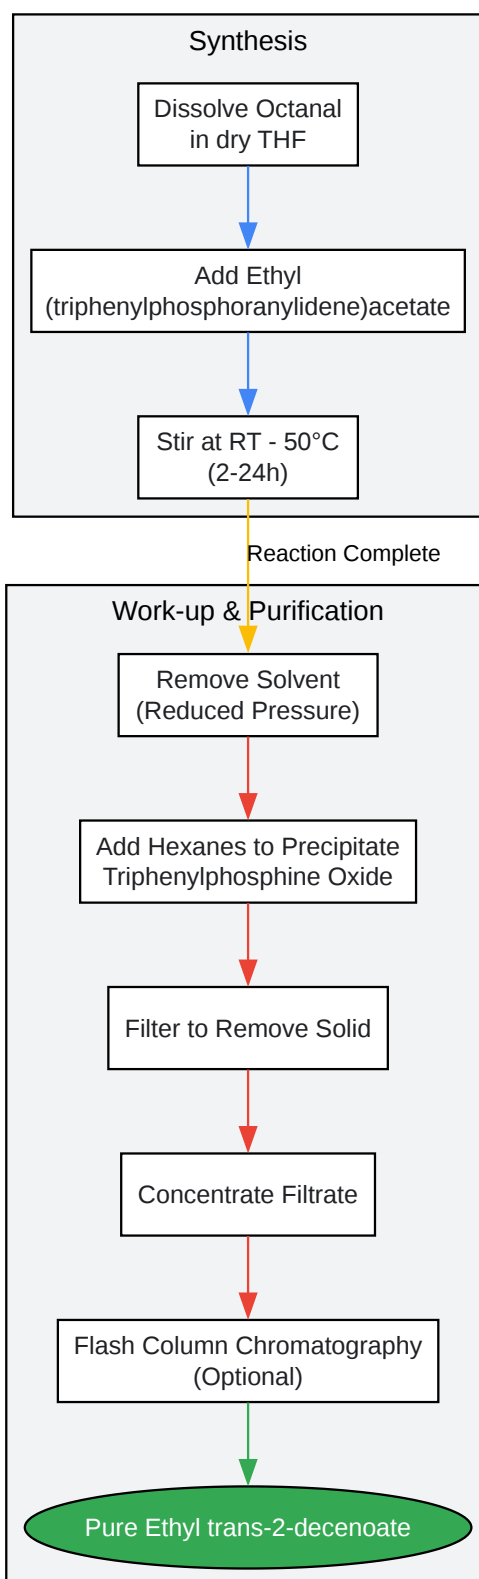 Synthesis
Dissolve Octanal
in dry THF
Add Ethyl
(triphenylphosphoranylidene)acetate
Stir at RT - 50°C
(2-24h)
Reaction Complete
Work-up & Purification
Remove Solvent
(Reduced Pressure)
Add Hexanes to Precipitate
Triphenylphosphine Oxide
Filter to Remove Solid
Concentrate Filtrate
Flash Column Chromatography
(Optional)
Pure Ethyl trans-2-decenoate